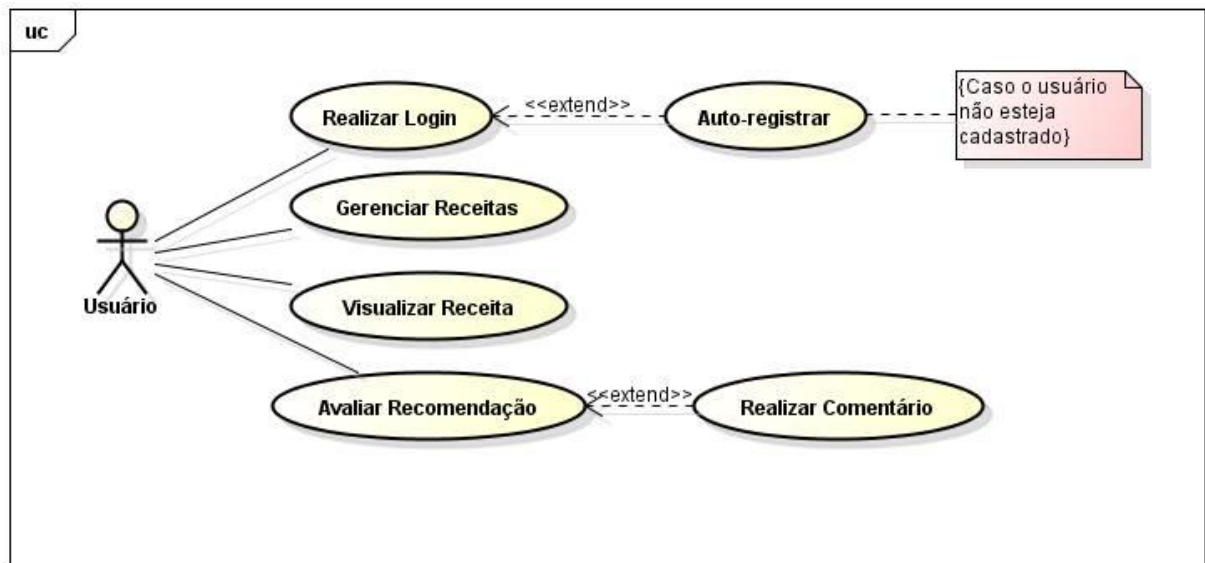 uc
Realizar Login
<<extend>>
Auto-registrar
{Caso o usuário
não esteja
cadastrado}
Gerenciar Receitas
Usuário
Visualizar Receita
Avaliar Recomendação
<<extend>>
Realizar Comentário